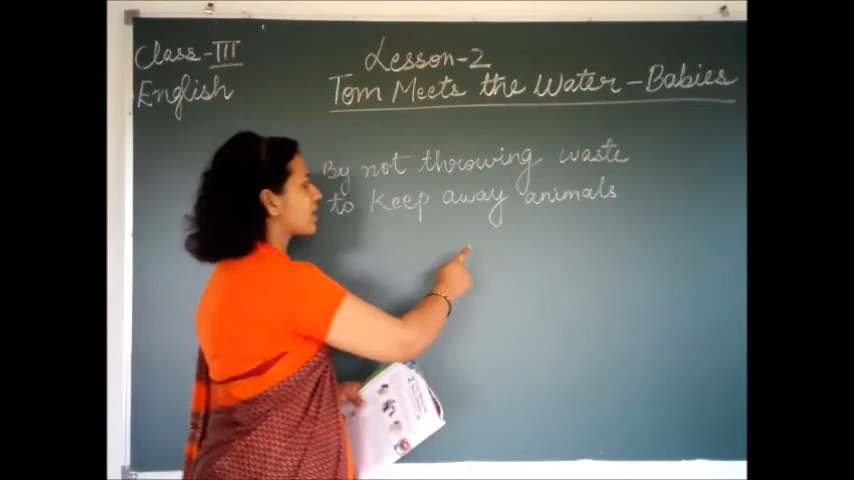 Class-III
English
Lesson-2
Tom Meets the Water-Babies
By not throwing waste
to keep away animals